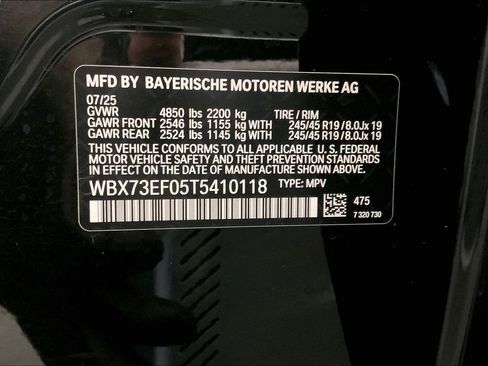 MFD BY BAYERISCHE MOTOREN WERKE AG
07/25
GVWR 4850 lbs 2200 kg TIRE / RIM
GAWR FRONT 2546 lbs 1155 kg WITH 245/45 R19 / 8.0Jx 19
GAWR REAR 2524 lbs 1145 kg WITH 245/45 R19 / 8.0Jx 19
THIS VEHICLE CONFORMS TO ALL APPLICABLE U. S. FEDERAL
MOTOR VEHICLE SAFETY, BUMPER, AND THEFT PREVENTION STANDARDS
IN EFFECT ON THE DATE OF MANUFACTURE SHOWN ABOVE.
WBX73EF05T5410118 TYPE: MPV
475
7 320 730